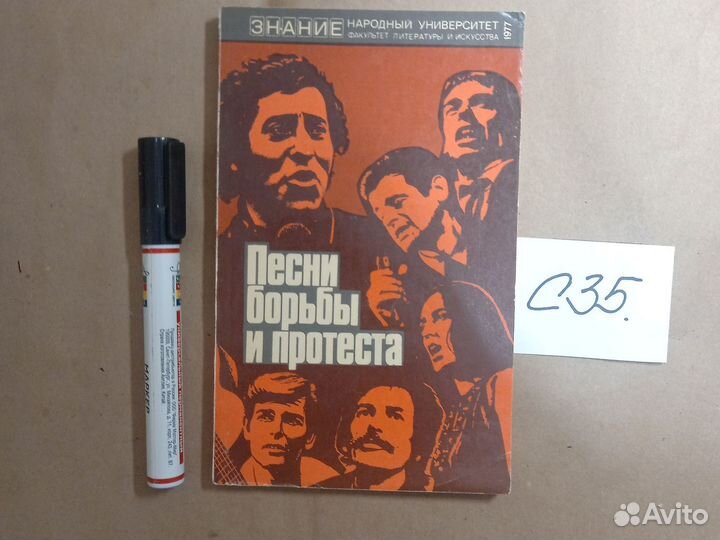 ЗНАНИЕ
НАРОДНЫЙ УНИВЕРСИТЕТ
ФАКУЛЬТЕТ ЛИТЕРАТУРЫ И ИСКУССТВА
1977
Песни
борьбы
и протеста
С35.
МАРКЕР
Avito